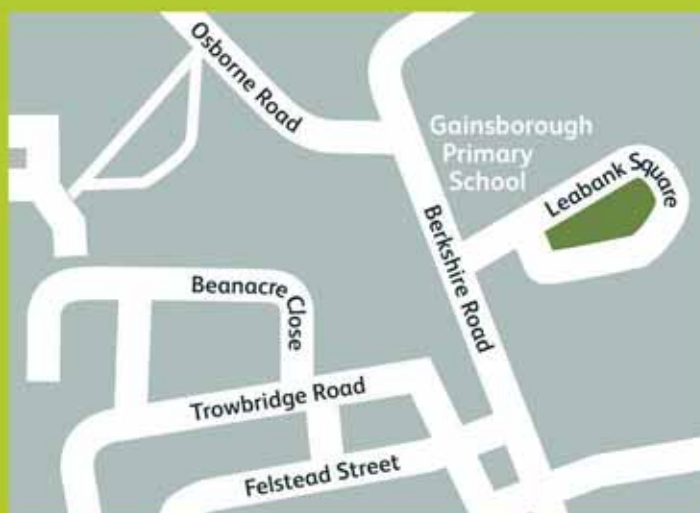 Osborne Road
Gainsborough
Primary
School
Leabank Square
Berkshire Road
Beanacre Close
Trowbridge Road
Felstead Street